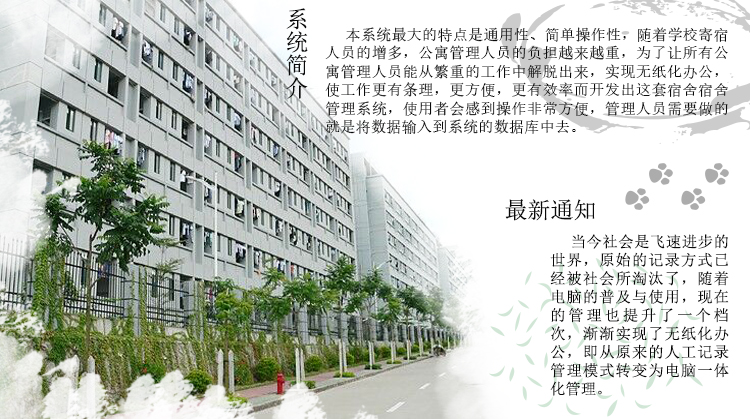 系统简介
本系统最大的特点是通用性、简单操作性，随着学校寄宿
人员的增多，公寓管理人员的负担越来越重，为了让所有公
寓管理人员能从繁重的工作中解脱出来，实现无纸化办公，
使工作更有条理，更方便，更有效率而开发出这套宿舍宿舍
管理系统，使用者会感到操作非常方便，管理人员需要做的
就是将数据输入到系统的数据库中去。
最新通知
当今社会是飞速进步的
世界，原始的记录方式已
经被社会所淘汰了，随着
电脑的普及与使用，现在
的管理也提升了一个档
次，渐渐实现了无纸化办
公，即从原来的人工记录
管理模式转变为电脑一体
化管理。